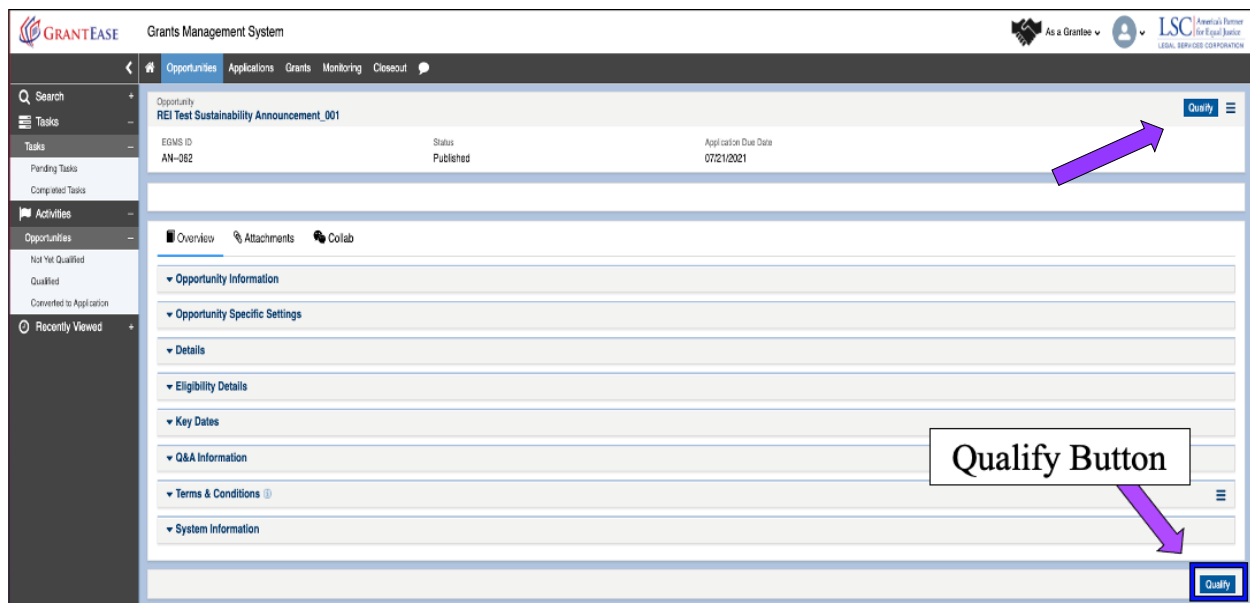 GRANTEASE
Grants Management System
As a Grantee
LSC America's Partner
for Equal Justice
LEGAL SERVICES CORPORATION
Opportunities Applications Grants Monitoring Closeout
Search +
Tasks –
Tasks –
Pending Tasks
Completed Tasks
Activities –
Opportunities –
Not Yet Qualified
Qualified
Converted to Application
Recently Viewed +
Opportunity
REI Test Sustainability Announcement_001
Qualify
EGMS ID Status Application Due Date
AN--062 Published 07/21/2021
Overview Attachments Collab
Opportunity Information
Opportunity Specific Settings
Details
Eligibility Details
Key Dates
Q&A Information
Terms & Conditions
System Information
Qualify Button
Qualify